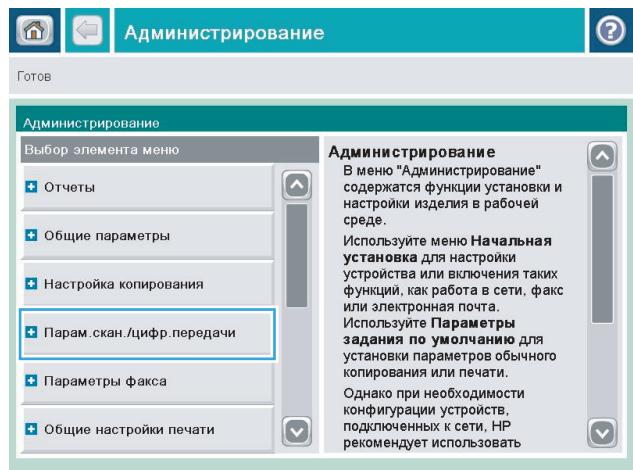 Администрирование
?
Готов
Администрирование
Выбор элемента меню
Отчеты
Общие параметры
Настройка копирования
Парам.скан./цифр.передачи
Параметры факса
Общие настройки печати
Администрирование
В меню "Администрирование"
содержатся функции установки и
настройки изделия в рабочей
среде.
Используйте меню Начальная
установка для настройки
устройства или включения таких
функций, как работа в сети, факс
или электронная почта.
Используйте Параметры
задания по умолчанию для
установки параметров обычного
копирования или печати.
Однако при необходимости
конфигурации устройств,
подключенных к сети, HP
рекомендует использовать